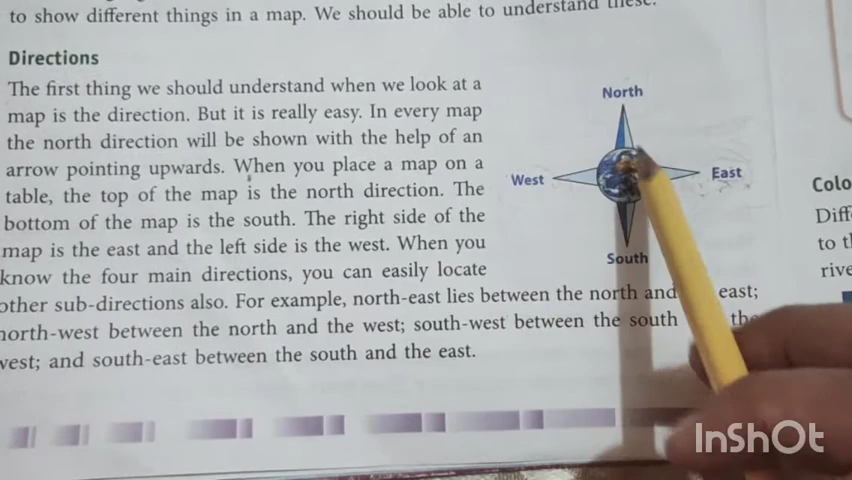 to show different things in a map. We should be able to understand these.
Directions
The first thing we should understand when we look at a
map is the direction. But it is really easy. In every map
the north direction will be shown with the help of an
arrow pointing upwards. When you place a map on a
table, the top of the map is the north direction. The
bottom of the map is the south. The right side of the
map is the east and the left side is the west. When you
know the four main directions, you can easily locate
other sub-directions also. For example, north-east lies between the north and east;
north-west between the north and the west; south-west between the south the
west; and south-east between the south and the east.
North
West
East
South
Colo
Diff
to th
rive
InShOt